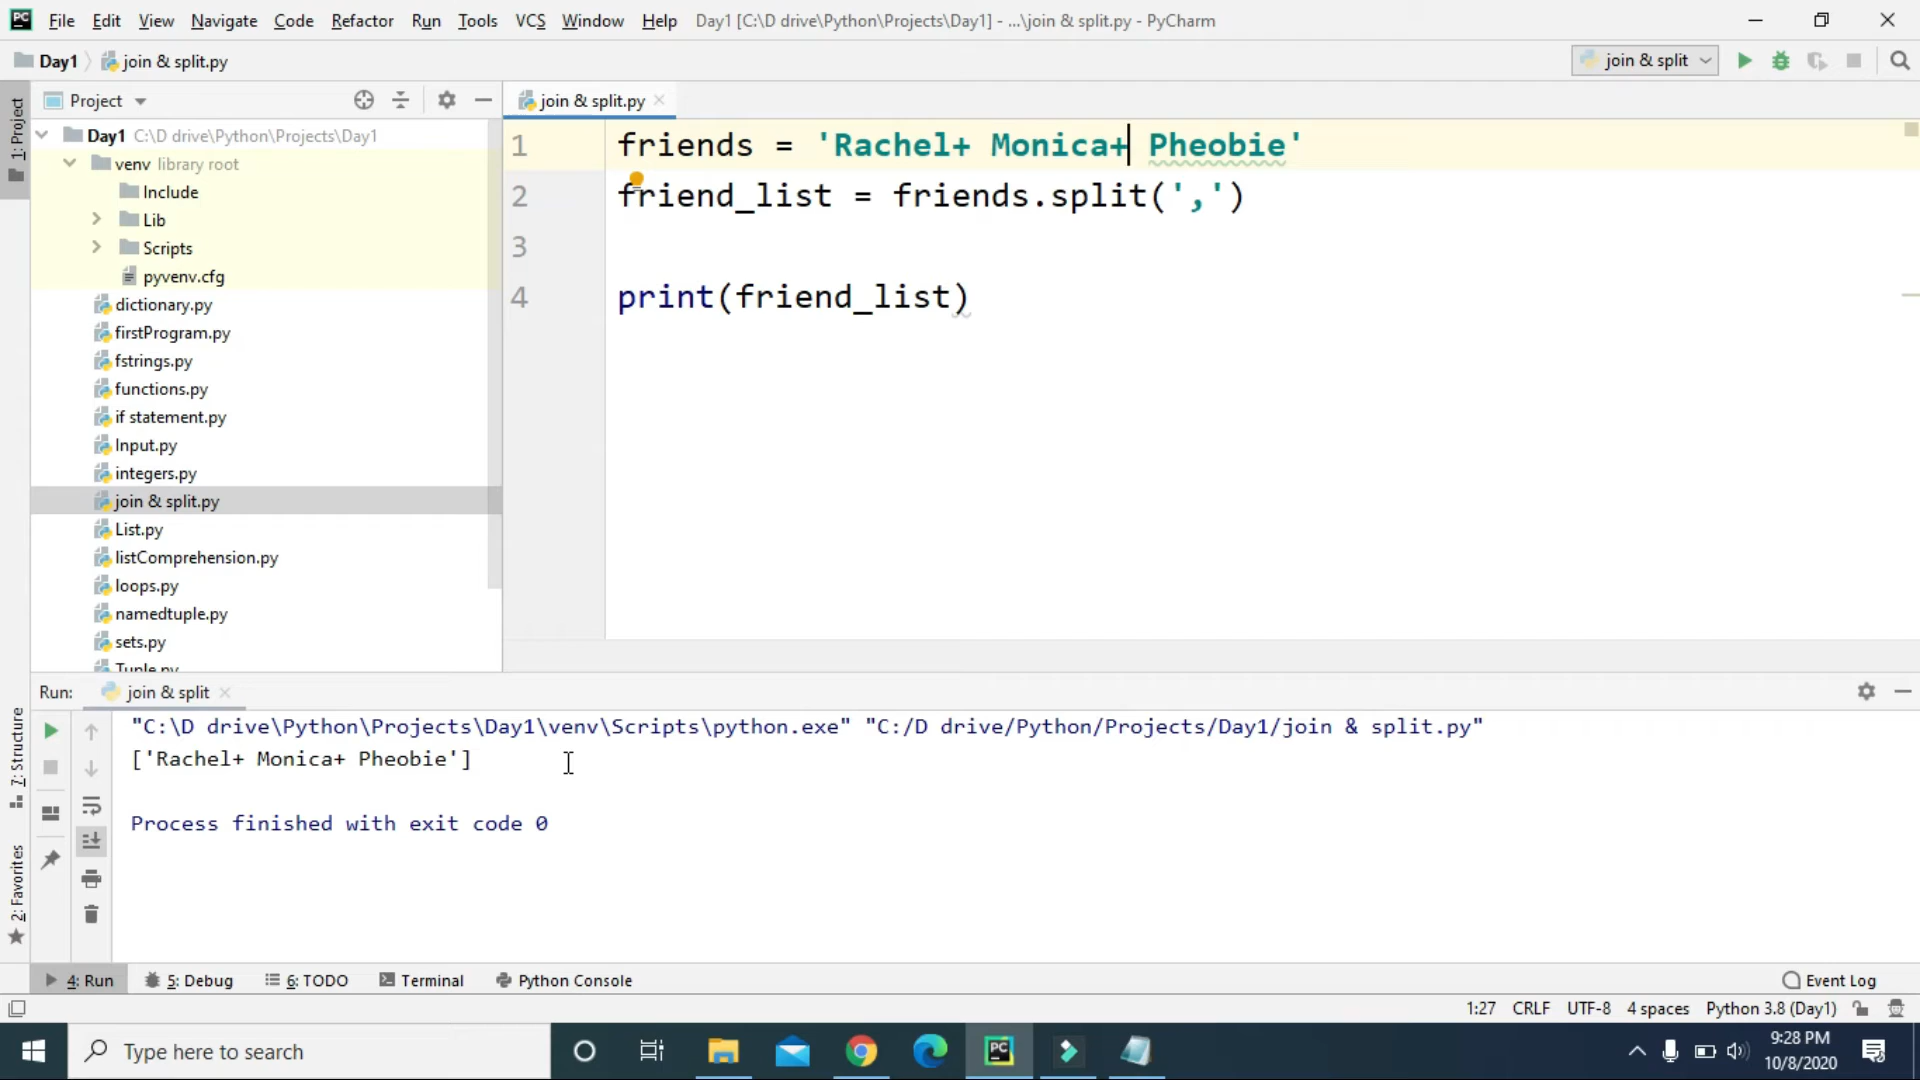 PC File Edit View Navigate Code Refactor Run Tools VCS Window Help Day1 [C:\D drive\Python\Projects\Day1] - ...\join & split.py - PyCharm
Day1 join & split.py join & split
1: Project
Project
join & split.py
Day1 C:\D drive\Python\Projects\Day1
venv library root
Include
Lib
Scripts
pyvenv.cfg
dictionary.py
firstProgram.py
fstrings.py
functions.py
if statement.py
Input.py
integers.py
join & split.py
List.py
listComprehension.py
loops.py
namedtuple.py
sets.py
Tuple.py
1 friends = 'Rachel+ Monica+ Pheobie'
2 friend_list = friends.split(',')
3
4 print(friend_list)
Run: join & split
"C:\D drive\Python\Projects\Day1\venv\Scripts\python.exe" "C:/D drive/Python/Projects/Day1/join & split.py"
['Rachel+ Monica+ Pheobie']
Process finished with exit code 0
7: Structure
2: Favorites
4: Run 5: Debug 6: TODO Terminal Python Console Event Log
1:27 CRLF UTF-8 4 spaces Python 3.8 (Day1)
Type here to search
PC
9:28 PM
10/8/2020